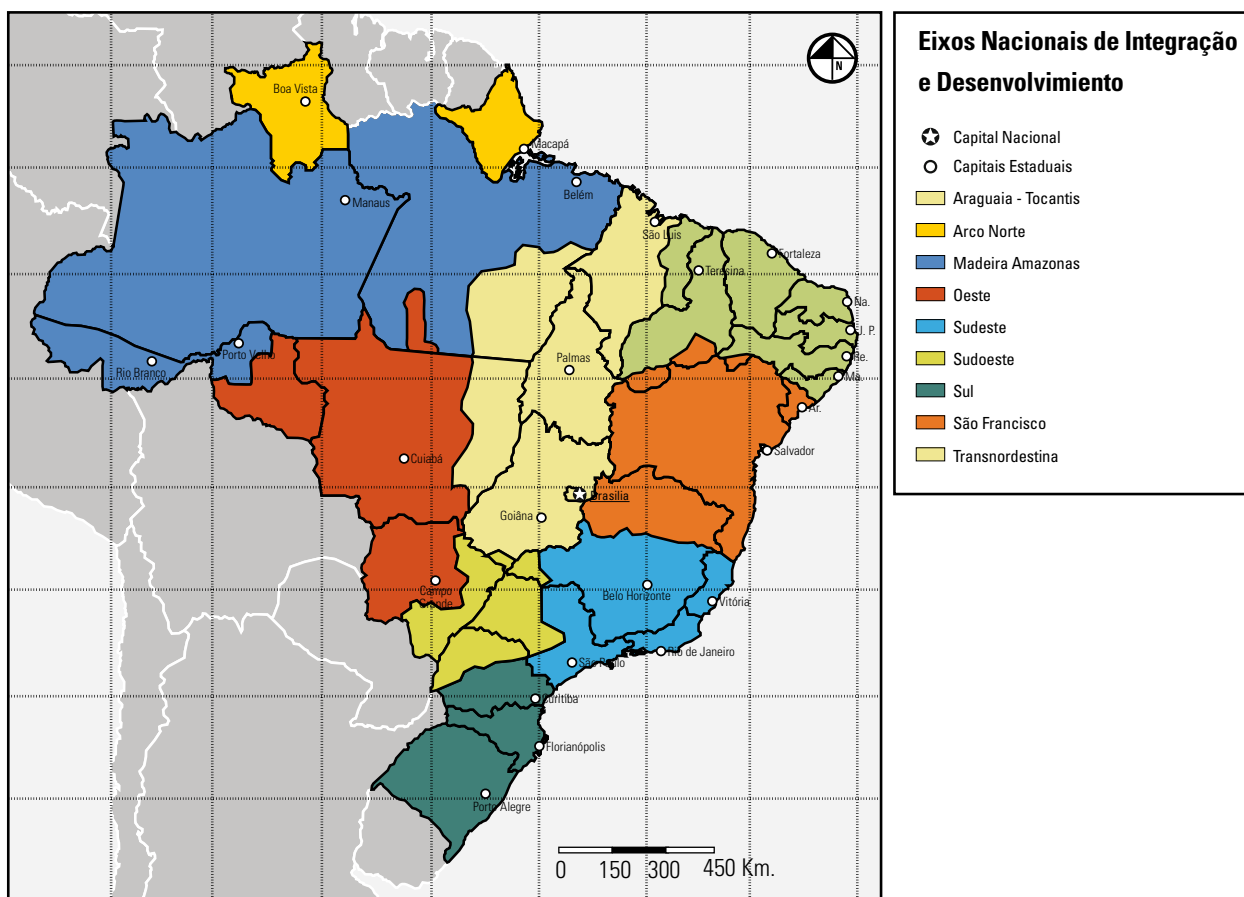 Eixos Nacionais de Integração
e Desenvolvimiento
Capital Nacional
Capitais Estaduais
Araguaia - Tocantis
Arco Norte
Madeira Amazonas
Oeste
Sudeste
Sudoeste
Sul
São Francisco
Transnordestina
N
Boa Vista
Macapá
Belém
Manaus
São Luis
Fortaleza
Teresina
Na.
J. P.
Re.
Ma.
Ar.
Porto Velho
Rio Branco
Palmas
Salvador
Cuiabá
Brasilia
Goiâna
Campo
Grande
Belo Horizonte
Vitória
São Paulo
Rio de Janeiro
Curitiba
Florianópolis
Porto Alegre
0 150 300 450 Km.